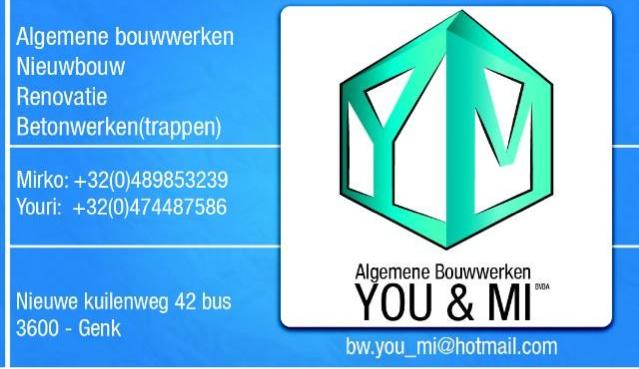 Algemene bouwwerken
Nieuwbouw
Renovatie
Betonwerken(trappen)
Mirko: +32(0)489853239
Youri: +32(0)474487586
Nieuwe kuilenweg 42 bus
3600 - Genk
YM
Algemene Bouwwerken
YOU & MI BVBA
bw.you_mi@hotmail.com